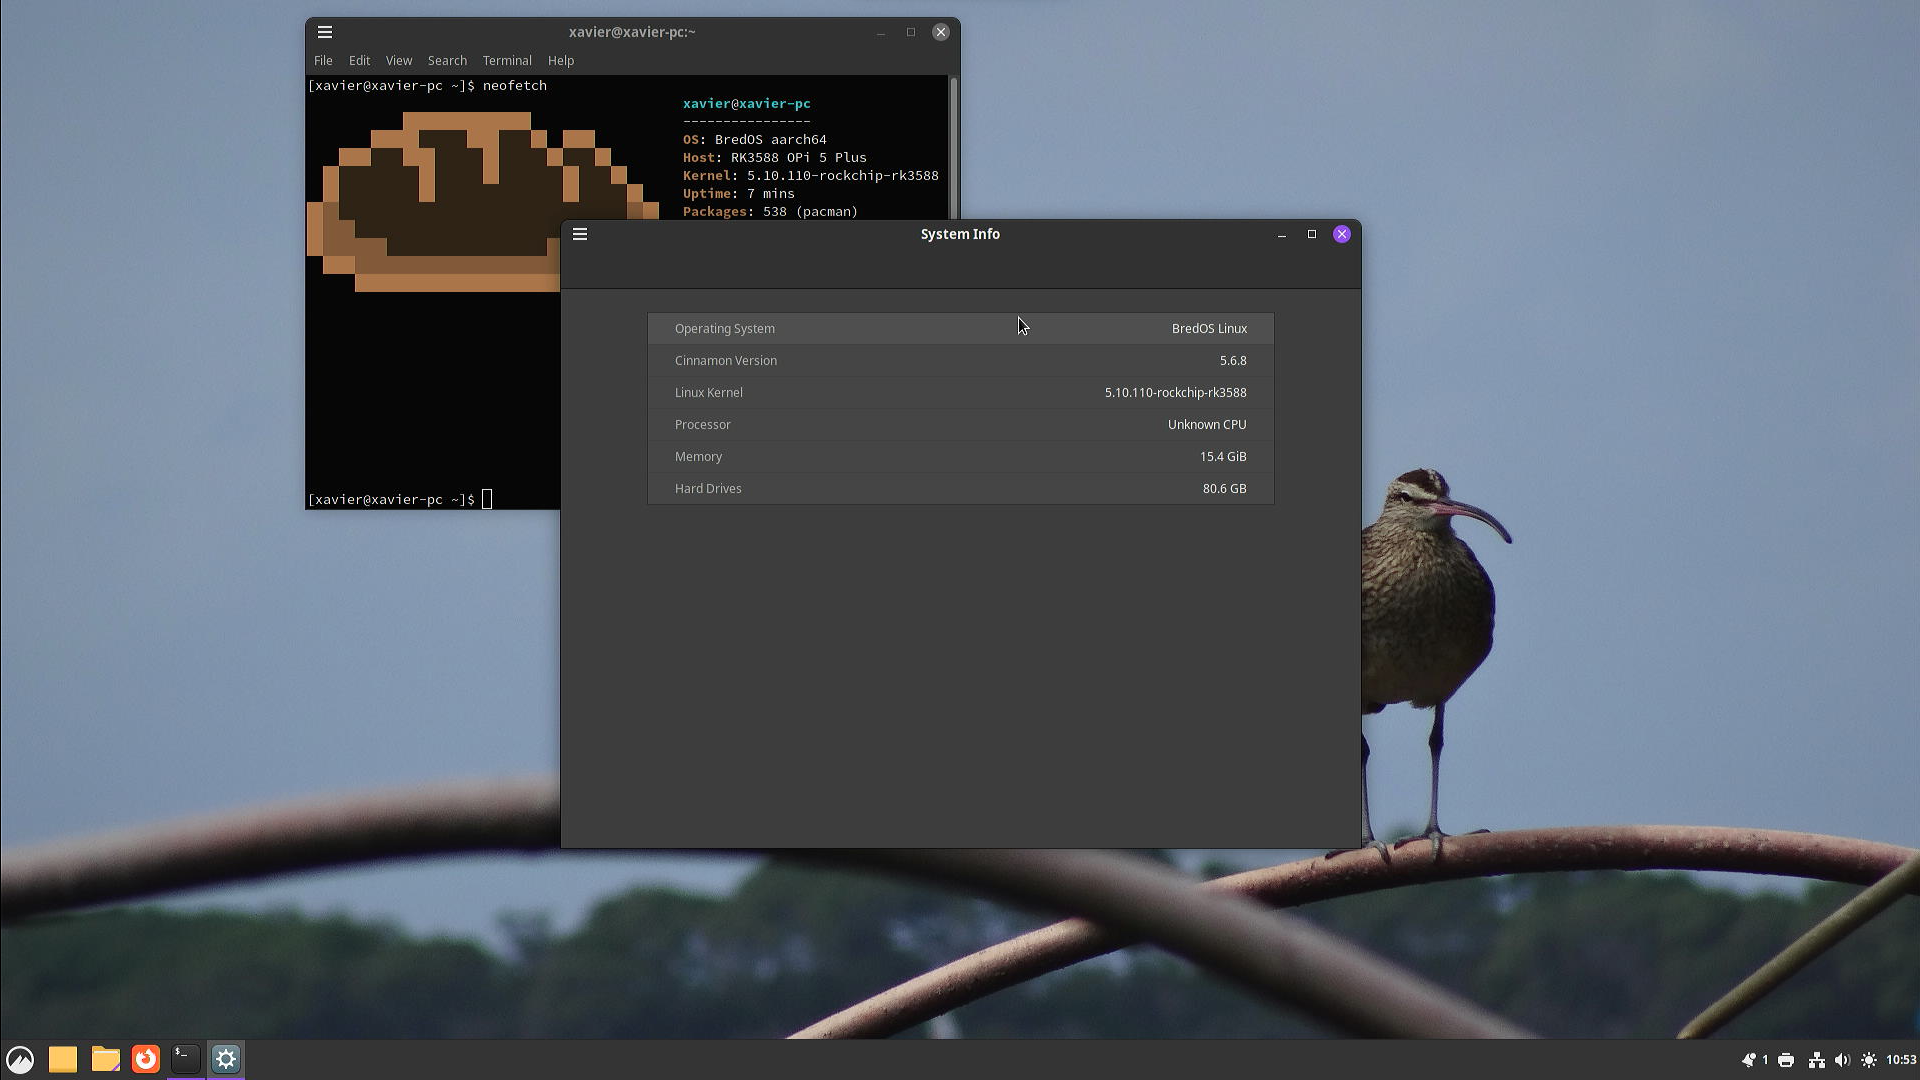 xavier@xavier-pc:~
File Edit View Search Terminal Help
[xavier@xavier-pc ~]$ neofetch
xavier@xavier-pc
----------------
OS: BredOS aarch64
Host: RK3588 OPi 5 Plus
Kernel: 5.10.110-rockchip-rk3588
Uptime: 7 mins
Packages: 538 (pacman)
[xavier@xavier-pc ~]$
System Info
Operating System BredOS Linux
Cinnamon Version 5.6.8
Linux Kernel 5.10.110-rockchip-rk3588
Processor Unknown CPU
Memory 15.4 GiB
Hard Drives 80.6 GB
$_
1
10:53